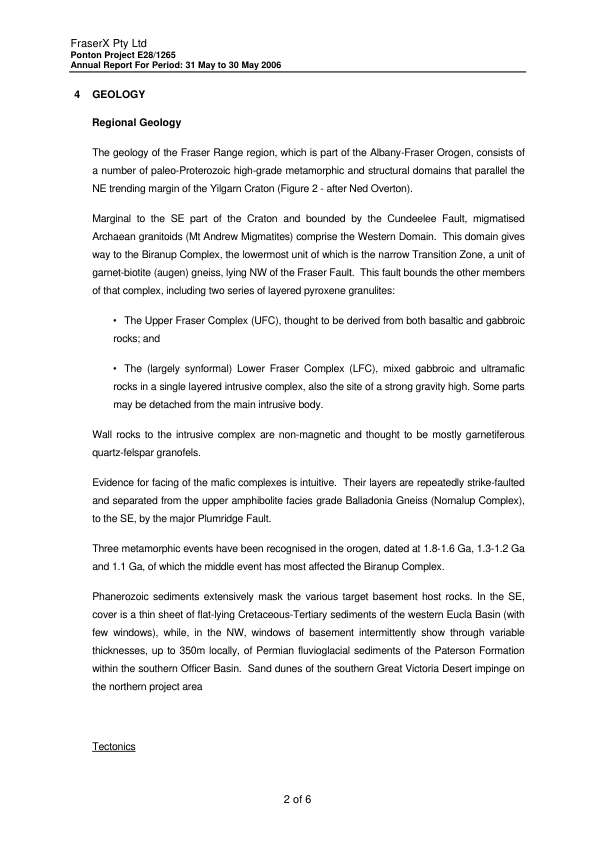 FraserX Pty Ltd
Ponton Project E28/1265
Annual Report For Period: 31 May to 30 May 2006
4 GEOLOGY
Regional Geology
The geology of the Fraser Range region, which is part of the Albany-Fraser Orogen, consists of
a number of paleo-Proterozoic high-grade metamorphic and structural domains that parallel the
NE trending margin of the Yilgarn Craton (Figure 2 - after Ned Overton).
Marginal to the SE part of the Craton and bounded by the Cundeelee Fault, migmatised
Archaean granitoids (Mt Andrew Migmatites) comprise the Western Domain. This domain gives
way to the Biranup Complex, the lowermost unit of which is the narrow Transition Zone, a unit of
garnet-biotite (augen) gneiss, lying NW of the Fraser Fault. This fault bounds the other members
of that complex, including two series of layered pyroxene granulites:
• The Upper Fraser Complex (UFC), thought to be derived from both basaltic and gabbroic
rocks; and
• The (largely synformal) Lower Fraser Complex (LFC), mixed gabbroic and ultramafic
rocks in a single layered intrusive complex, also the site of a strong gravity high. Some parts
may be detached from the main intrusive body.
Wall rocks to the intrusive complex are non-magnetic and thought to be mostly garnetiferous
quartz-felspar granofels.
Evidence for facing of the mafic complexes is intuitive. Their layers are repeatedly strike-faulted
and separated from the upper amphibolite facies grade Balladonia Gneiss (Nornalup Complex),
to the SE, by the major Plumridge Fault.
Three metamorphic events have been recognised in the orogen, dated at 1.8-1.6 Ga, 1.3-1.2 Ga
and 1.1 Ga, of which the middle event has most affected the Biranup Complex.
Phanerozoic sediments extensively mask the various target basement host rocks. In the SE,
cover is a thin sheet of flat-lying Cretaceous-Tertiary sediments of the western Eucla Basin (with
few windows), while, in the NW, windows of basement intermittently show through variable
thicknesses, up to 350m locally, of Permian fluvioglacial sediments of the Paterson Formation
within the southern Officer Basin. Sand dunes of the southern Great Victoria Desert impinge on
the northern project area
Tectonics
2 of 6